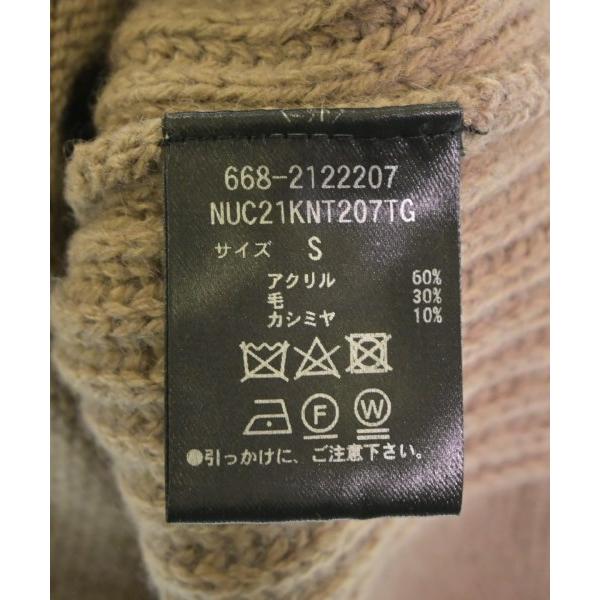 668-2122207
NUC21KNT207TG
サイズ S
アクリル 60%
毛 30%
カシミヤ 10%
F W
●引っかけに、ご注意下さい。